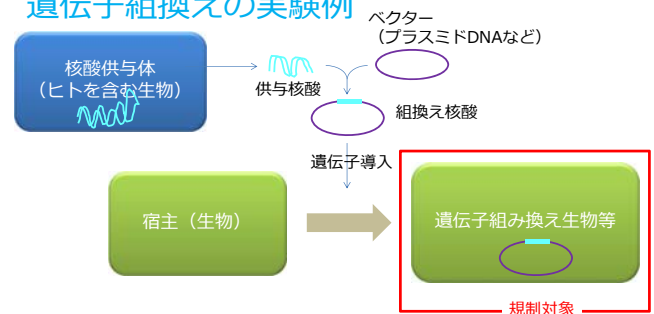 遺伝子組換えの実験例
ベクター
(プラスミドDNAなど)
核酸供与体
(ヒトを含む生物)
供与核酸
組換え核酸
遺伝子導入
宿主(生物)
遺伝子組み換え生物等
規制対象